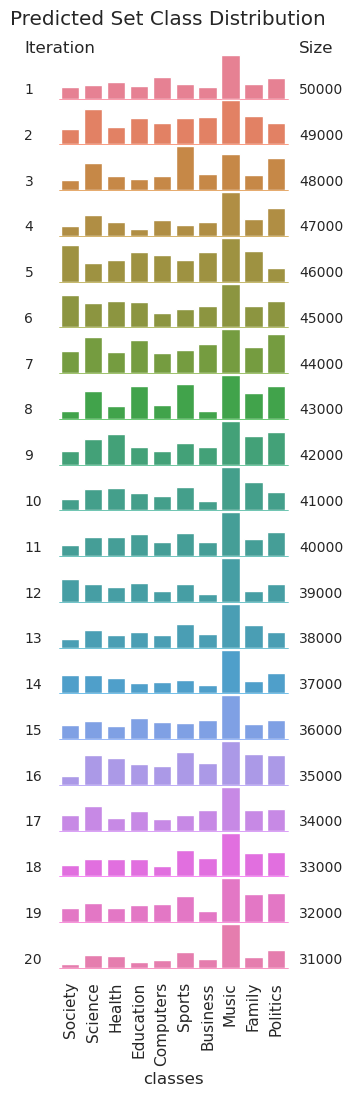 Predicted Set Class Distribution
Iteration Size
1 50000
2 49000
3 48000
4 47000
5 46000
6 45000
7 44000
8 43000
9 42000
10 41000
11 40000
12 39000
13 38000
14 37000
15 36000
16 35000
17 34000
18 33000
19 32000
20 31000
Society
Science
Health
Education
Computers
Sports
Business
Music
Family
Politics
classes